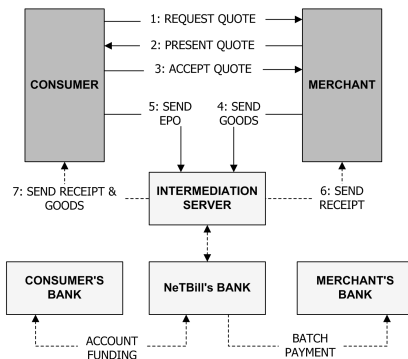 1: REQUEST QUOTE
2: PRESENT QUOTE
3: ACCEPT QUOTE
CONSUMER
MERCHANT
5: SEND
EPO
4: SEND
GOODS
7: SEND RECEIPT &
GOODS
INTERMEDIATION
SERVER
6: SEND
RECEIPT
CONSUMER'S
BANK
NeTBill's BANK
MERCHANT'S
BANK
ACCOUNT
FUNDING
BATCH
PAYMENT